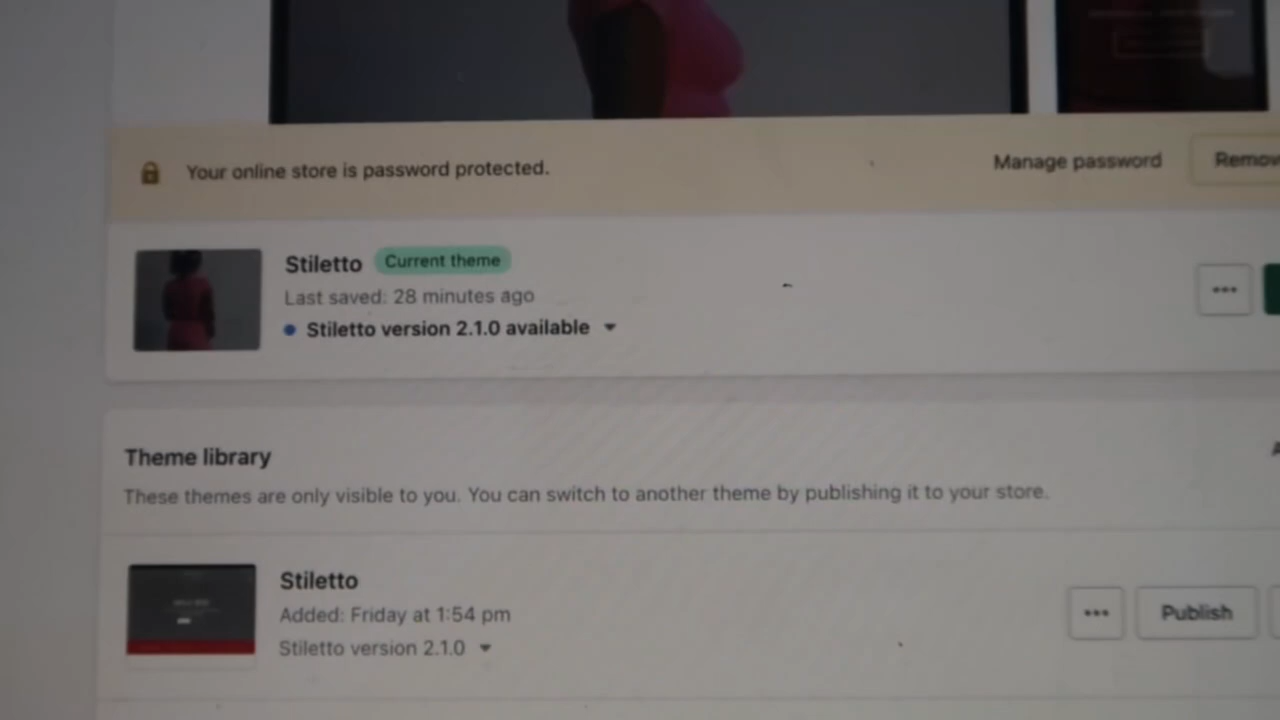 Your online store is password protected.
Manage password
Stiletto
Current theme
Last saved: 28 minutes ago
Stiletto version 2.1.0 available
Theme library
These themes are only visible to you. You can switch to another theme by publishing it to your store.
Stiletto
Added: Friday at 1:54 pm
Publish
Stiletto version 2.1.0